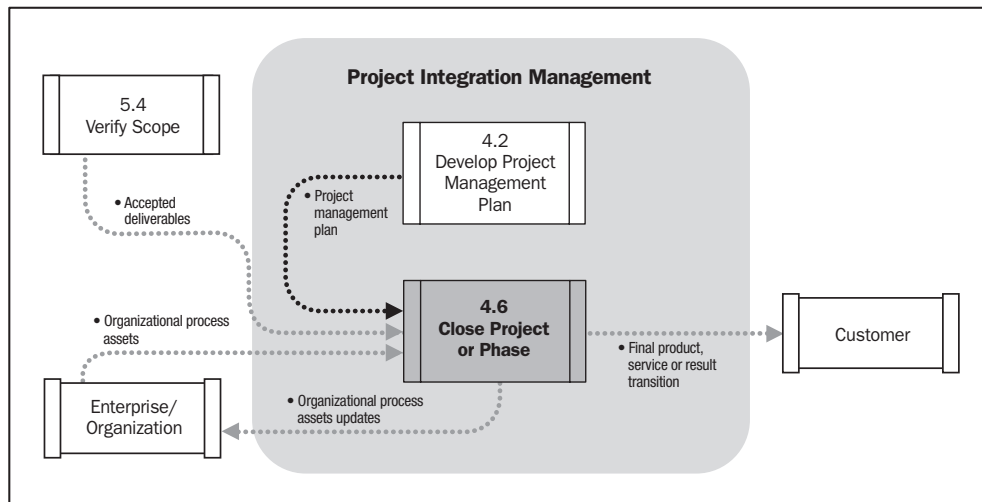 Project Integration Management
5.4
Verify Scope
4.2
Develop Project
Management
Plan
• Accepted
deliverables
• Project
management
plan
4.6
Close Project
or Phase
• Organizational process
assets
Customer
• Final product,
service or result
transition
Enterprise/
Organization
• Organizational process
assets updates